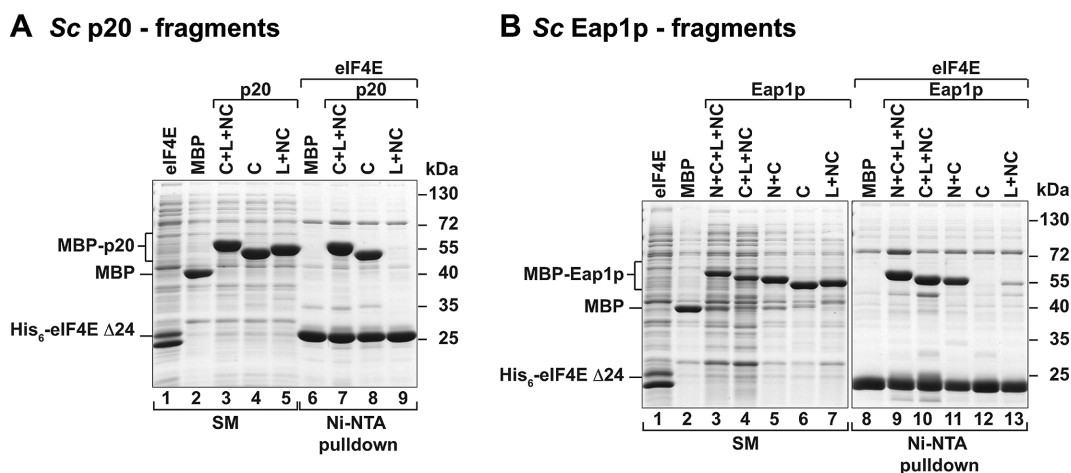 A Sc p20 - fragments
eIF4E
p20 p20
eIF4E MBP C+L+NC C L+NC MBP C+L+NC C L+NC
kDa
130
72
MBP-p20 55
MBP 40
35
His6-eIF4E Δ24 25
1 2 3 4 5 6 7 8 9
SM Ni-NTA
pulldown
B Sc Eap1p - fragments
eIF4E
Eap1p Eap1p
eIF4E MBP N+C+L+NC C+L+NC N+C C L+NC MBP N+C+L+NC C+L+NC N+C C L+NC
kDa
130
72
MBP-Eap1p 55
MBP 40
35
His6-eIF4E Δ24 25
1 2 3 4 5 6 7 8 9 10 11 12 13
SM Ni-NTA
pulldown